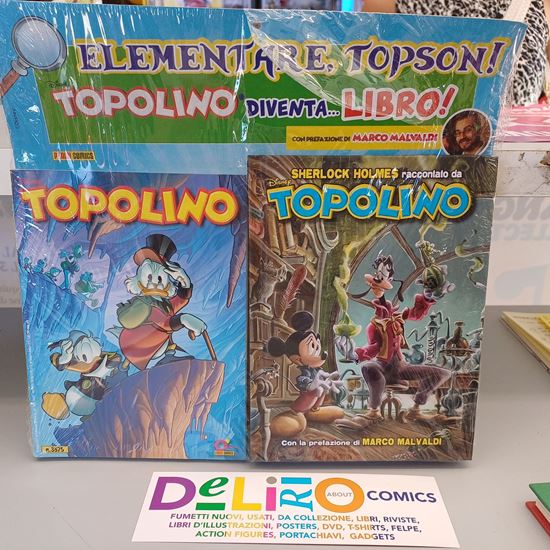 ELEMENTARE, TOPSON!
TOPOLINO DIVENTA... LIBRO!
CON PREFAZIONE DI MARCO MALVALDI
PANINI COMICS
TOPOLINO
SHERLOCK HOLMES raccontato da
Disney
TOPOLINO
Con la prefazione di MARCO MALVALDI
DeLiRiO ABOUT COMICS
FUMETTI NUOVI, USATI, DA COLLEZIONE, LIBRI, RIVISTE,
LIBRI D'ILLUSTRAZIONI, POSTERS, DVD, T-SHIRTS, FELPE,
ACTION FIGURES, PORTACHIAVI, GADGETS